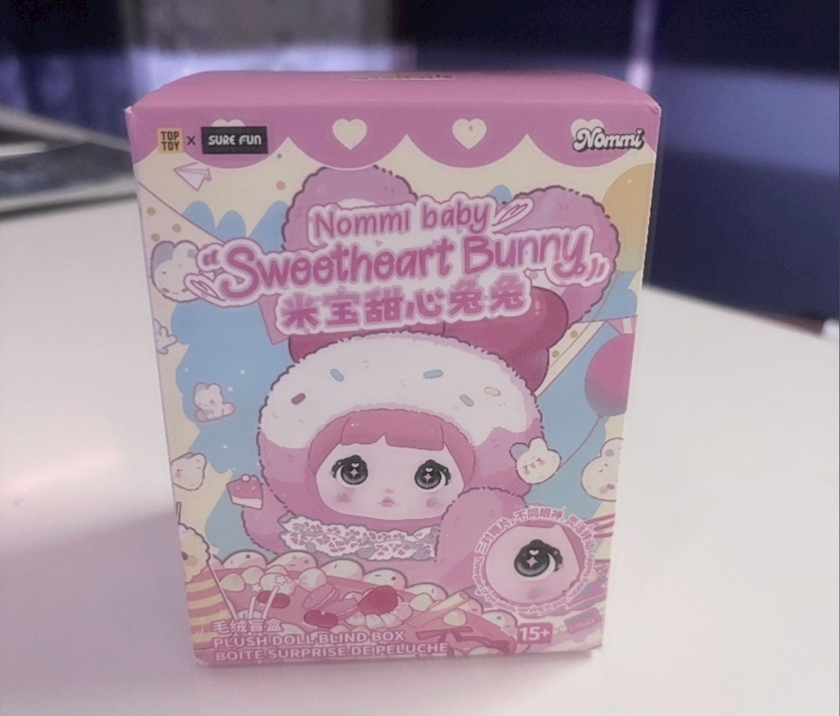 TOP TOY x SURE FUN
Nommi
Nommi baby
“Sweetheart Bunny”
米宝甜心兔兔
毛绒盲盒
PLUSH DOLL BLIND BOX
BOÎTE SURPRISE DE PELUCHE
15+